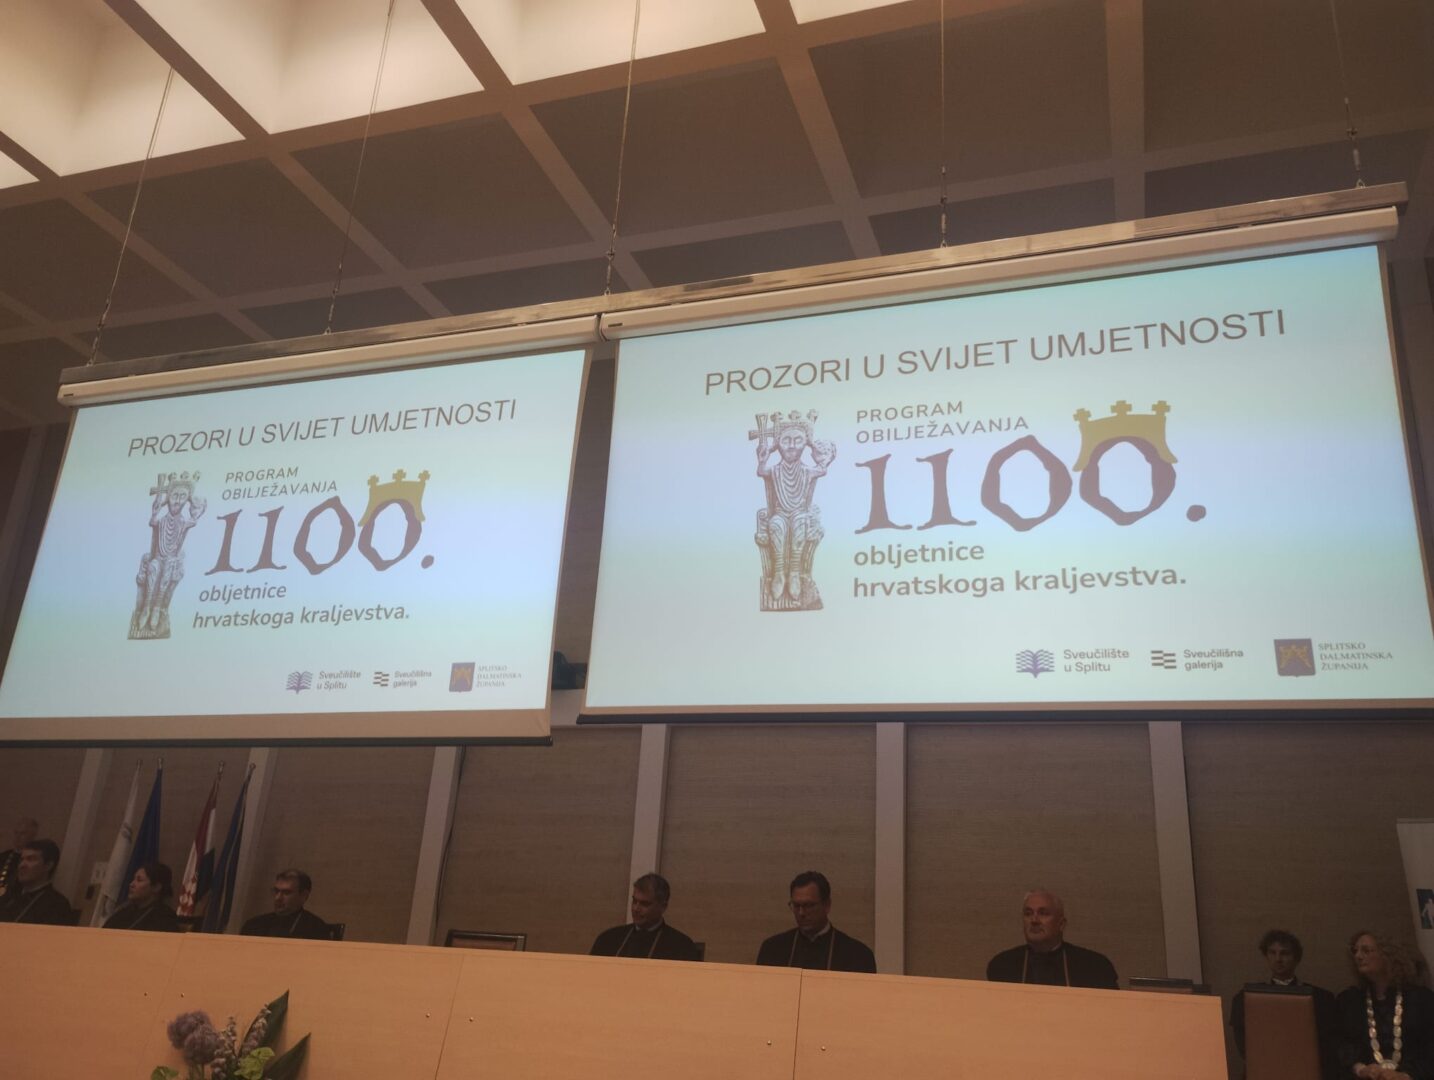 PROZORI U SVIJET UMJETNOSTI
PROGRAM
OBILJEŽAVANJA
1100.
obljetnice
hrvatskoga kraljevstva.
Sveučilište
u Splitu
Sveučilišna
galerija
SPLITSKO
DALMATINSKA
ŽUPANIJA
PROZORI U SVIJET UMJETNOSTI
PROGRAM
OBILJEŽAVANJA
1100.
obljetnice
hrvatskoga kraljevstva.
Sveučilište
u Splitu
Sveučilišna
galerija
SPLITSKO
DALMATINSKA
ŽUPANIJA